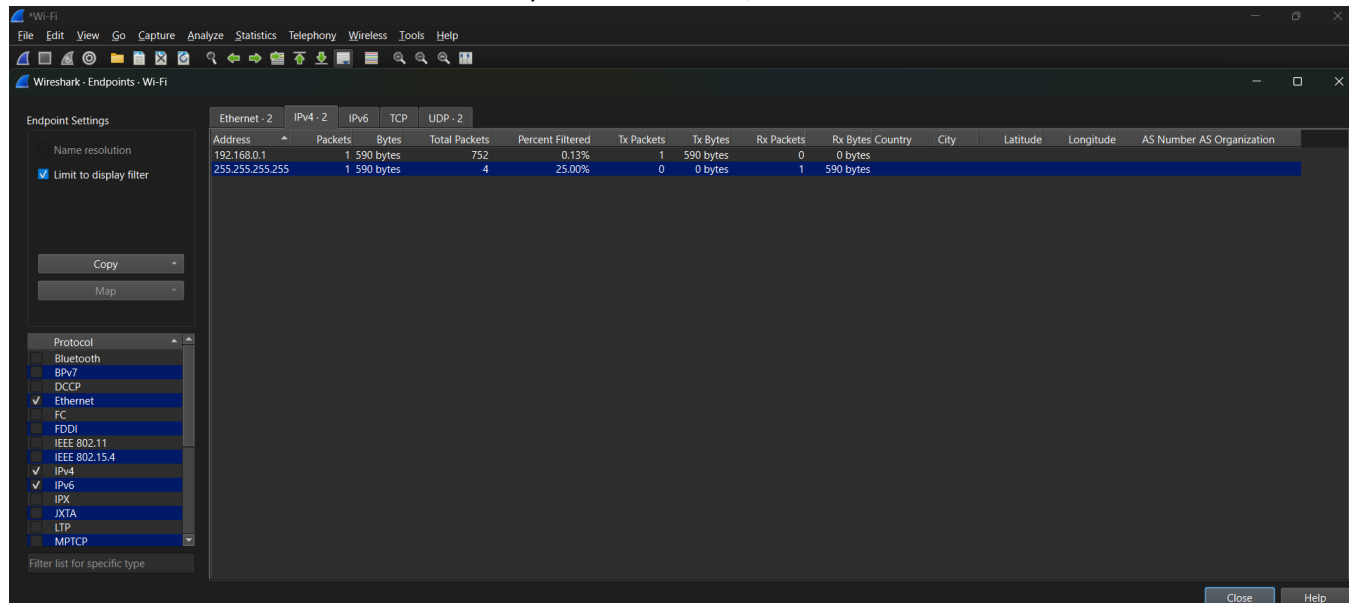 *Wi-Fi
File Edit View Go Capture Analyze Statistics Telephony Wireless Tools Help
Wireshark · Endpoints · Wi-Fi
Endpoint Settings
Name resolution
Limit to display filter
Copy
Map
Protocol
Bluetooth
BPv7
DCCP
Ethernet
FC
FDDI
IEEE 802.11
IEEE 802.15.4
IPv4
IPv6
IPX
JXTA
LTP
MPTCP
Filter list for specific type
Ethernet · 2 IPv4 · 2 IPv6 TCP UDP · 2
Address Packets Bytes Total Packets Percent Filtered Tx Packets Tx Bytes Rx Packets Rx Bytes Country City Latitude Longitude AS Number AS Organization
192.168.0.1 1 590 bytes 752 0.13% 1 590 bytes 0 0 bytes
255.255.255.255 1 590 bytes 4 25.00% 0 0 bytes 1 590 bytes
Close Help